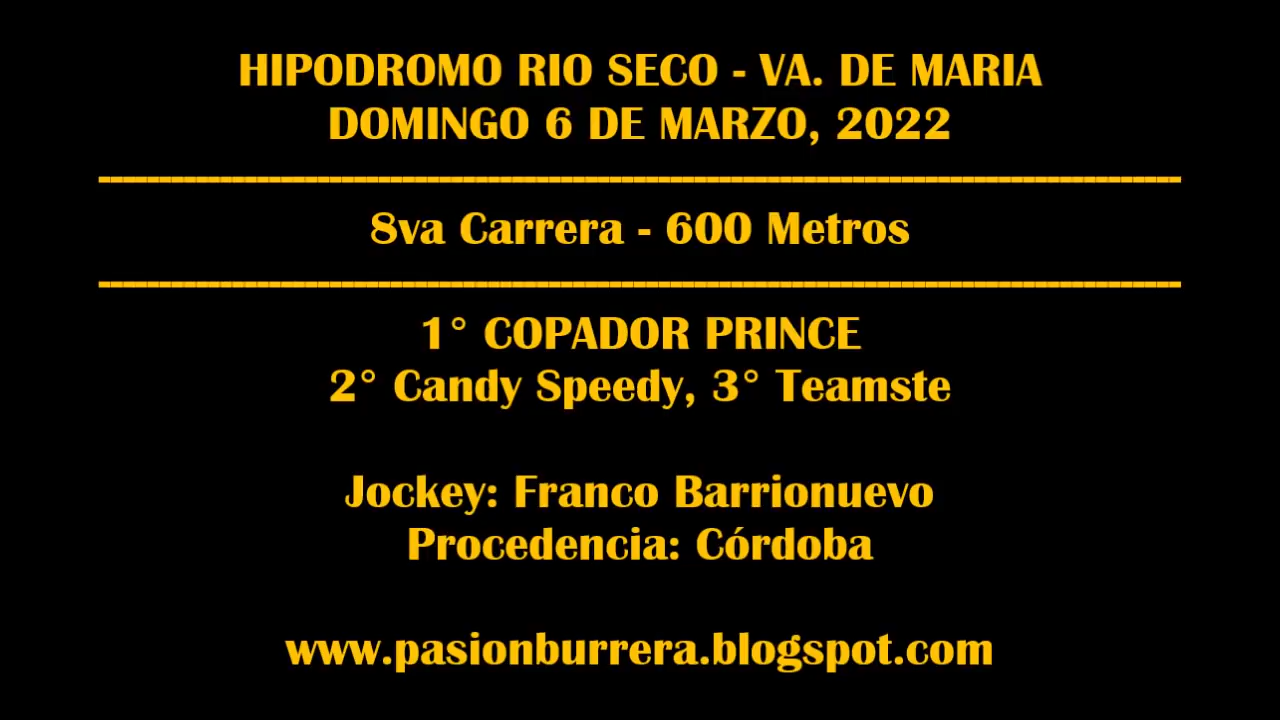 HIPODROMO RIO SECO - VA. DE MARIA
DOMINGO 6 DE MARZO, 2022
8va Carrera - 600 Metros
1° COPADOR PRINCE
2° Candy Speedy, 3° Teamste
Jockey: Franco Barrionuevo
Procedencia: Córdoba
www.pasionburrera.blogspot.com